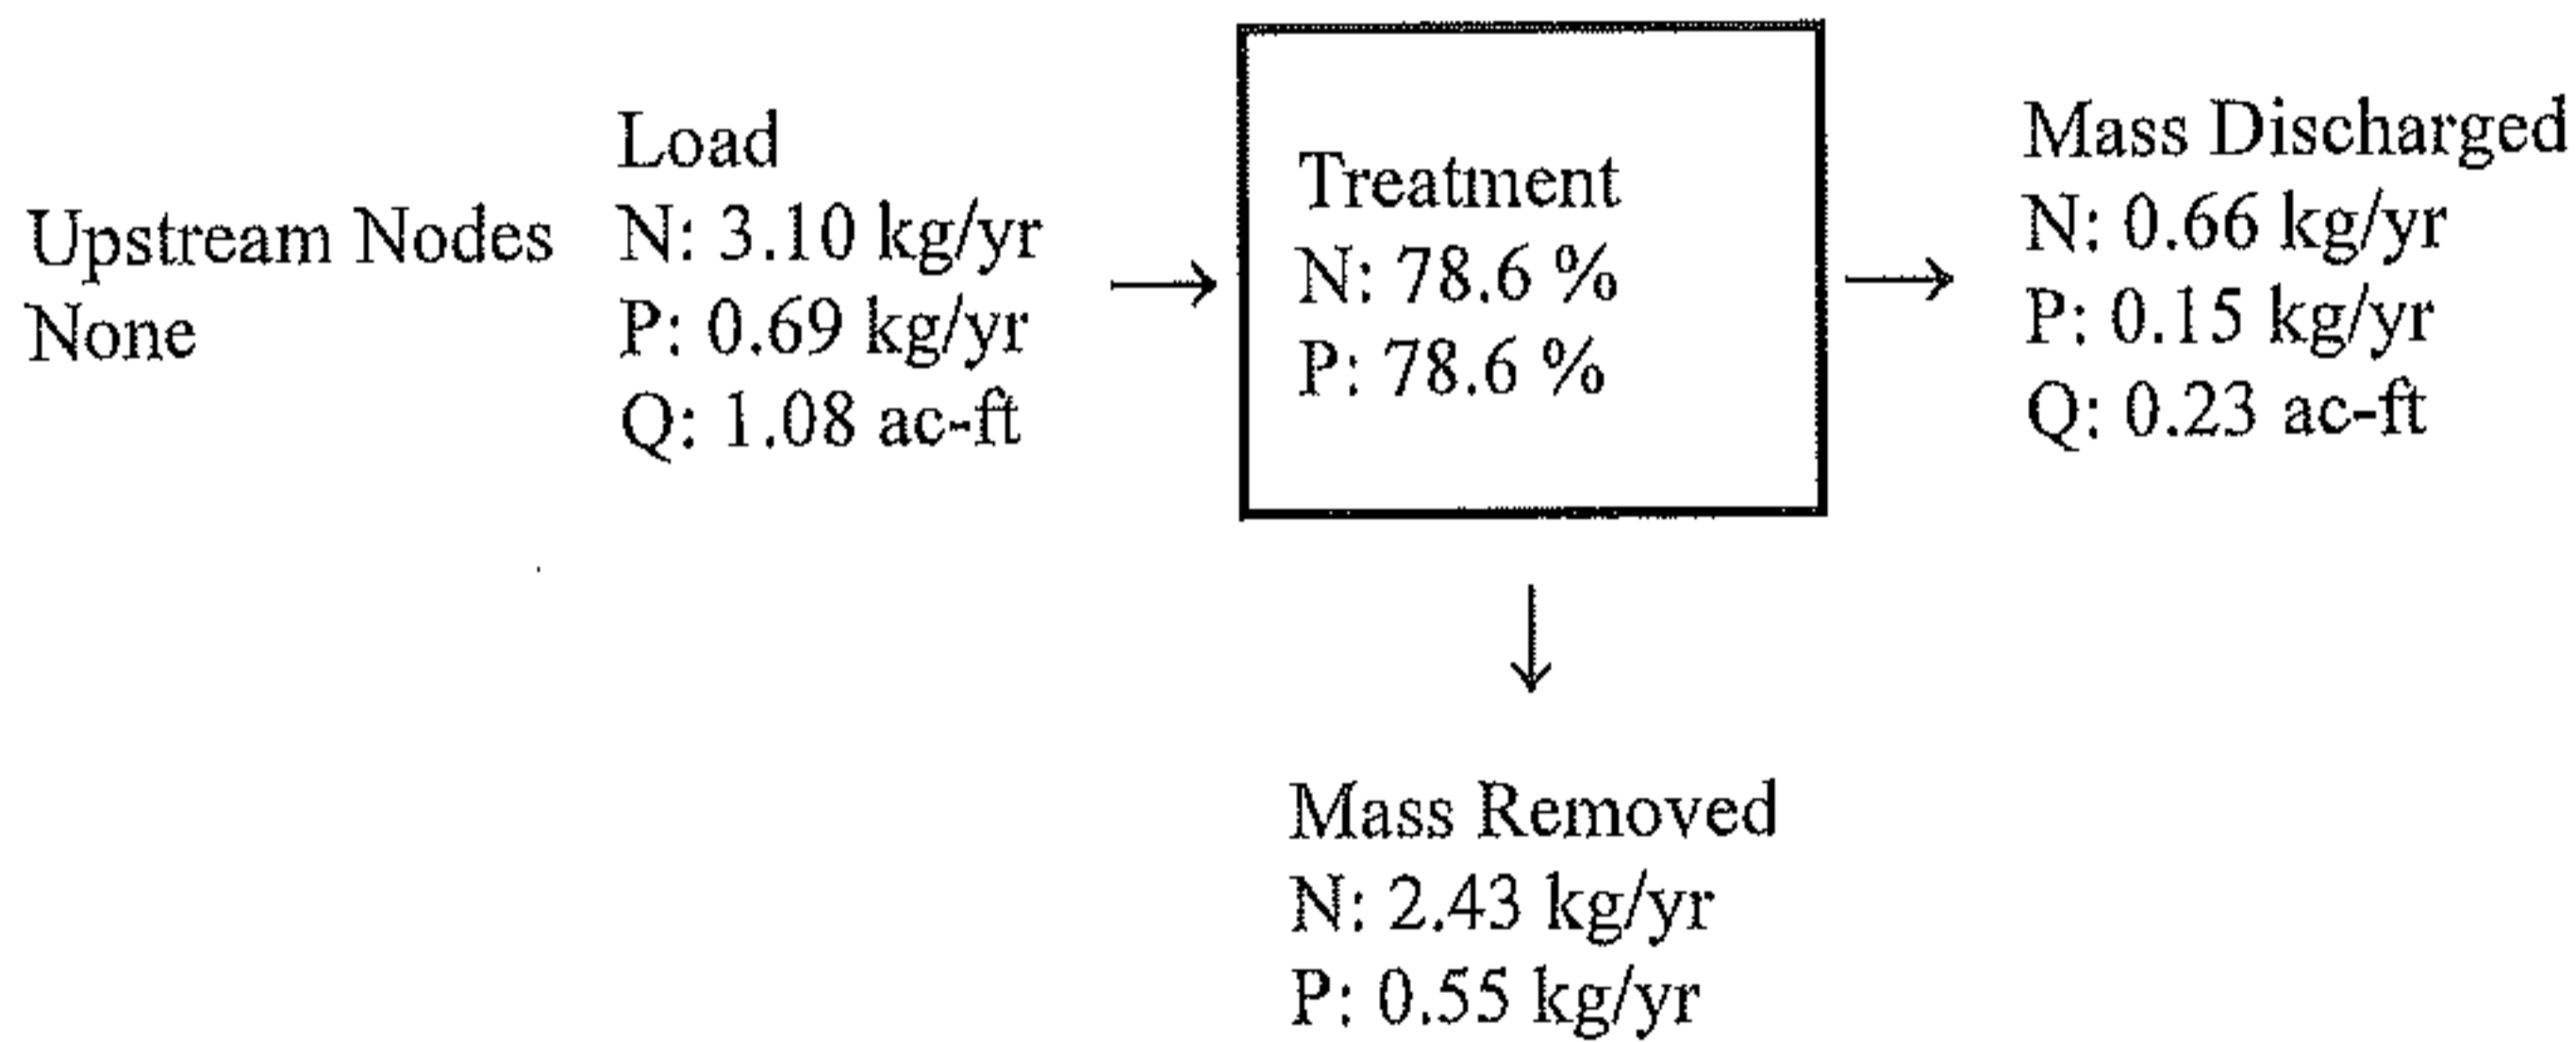 Upstream Nodes
None
Load
N: 3.10 kg/yr
P: 0.69 kg/yr
Q: 1.08 ac-ft
→
Treatment
N: 78.6 %
P: 78.6 %
→
Mass Discharged
N: 0.66 kg/yr
P: 0.15 kg/yr
Q: 0.23 ac-ft
↓
Mass Removed
N: 2.43 kg/yr
P: 0.55 kg/yr